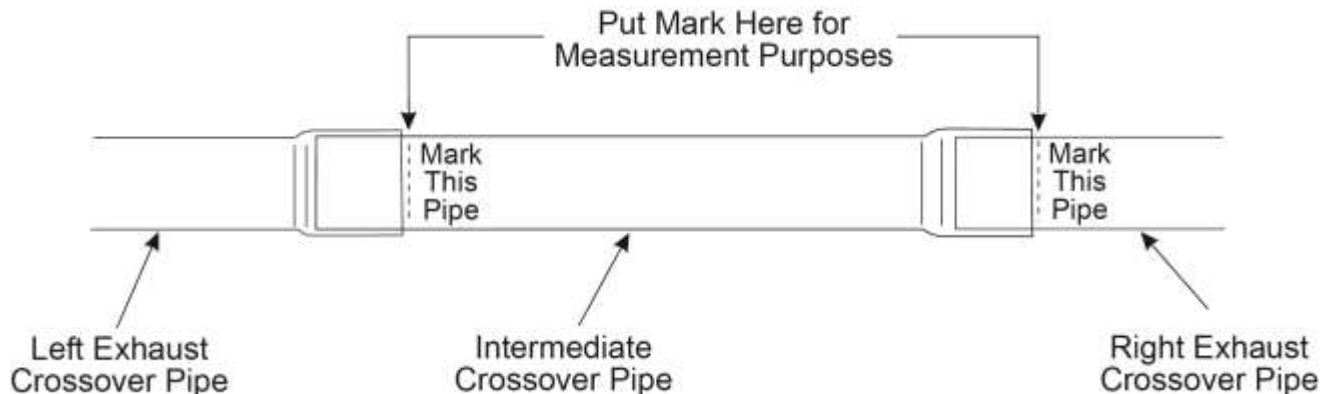 Put Mark Here for
Measurement Purposes
Mark
This
Pipe
Mark
This
Pipe
Left Exhaust
Crossover Pipe
Intermediate
Crossover Pipe
Right Exhaust
Crossover Pipe